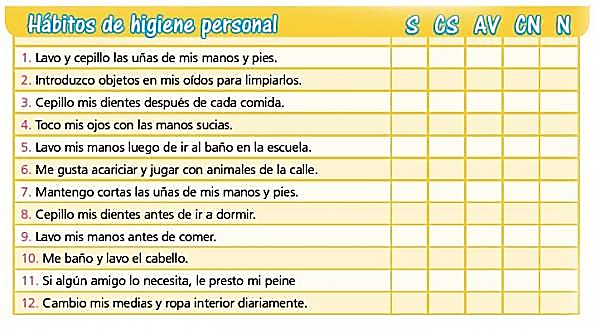 Hábitos de higiene personal S CS AV CN N
1. Lavo y cepillo las uñas de mis manos y pies.
2. Introduzco objetos en mis oídos para limpiarlos.
3. Cepillo mis dientes después de cada comida.
4. Toco mis ojos con las manos sucias.
5. Lavo mis manos luego de ir al baño en la escuela.
6. Me gusta acariciar y jugar con animales de la calle.
7. Mantengo cortas las uñas de mis manos y pies.
8. Cepillo mis dientes antes de ir a dormir.
9. Lavo mis manos antes de comer.
10. Me baño y lavo el cabello.
11. Si algún amigo lo necesita, le presto mi peine
12. Cambio mis medias y ropa interior diariamente.